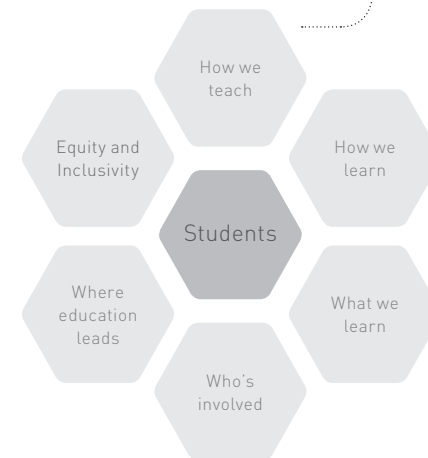 How we
teach
Equity and
Inclusivity
How we
learn
Students
Where
education
leads
What we
learn
Who's
involved